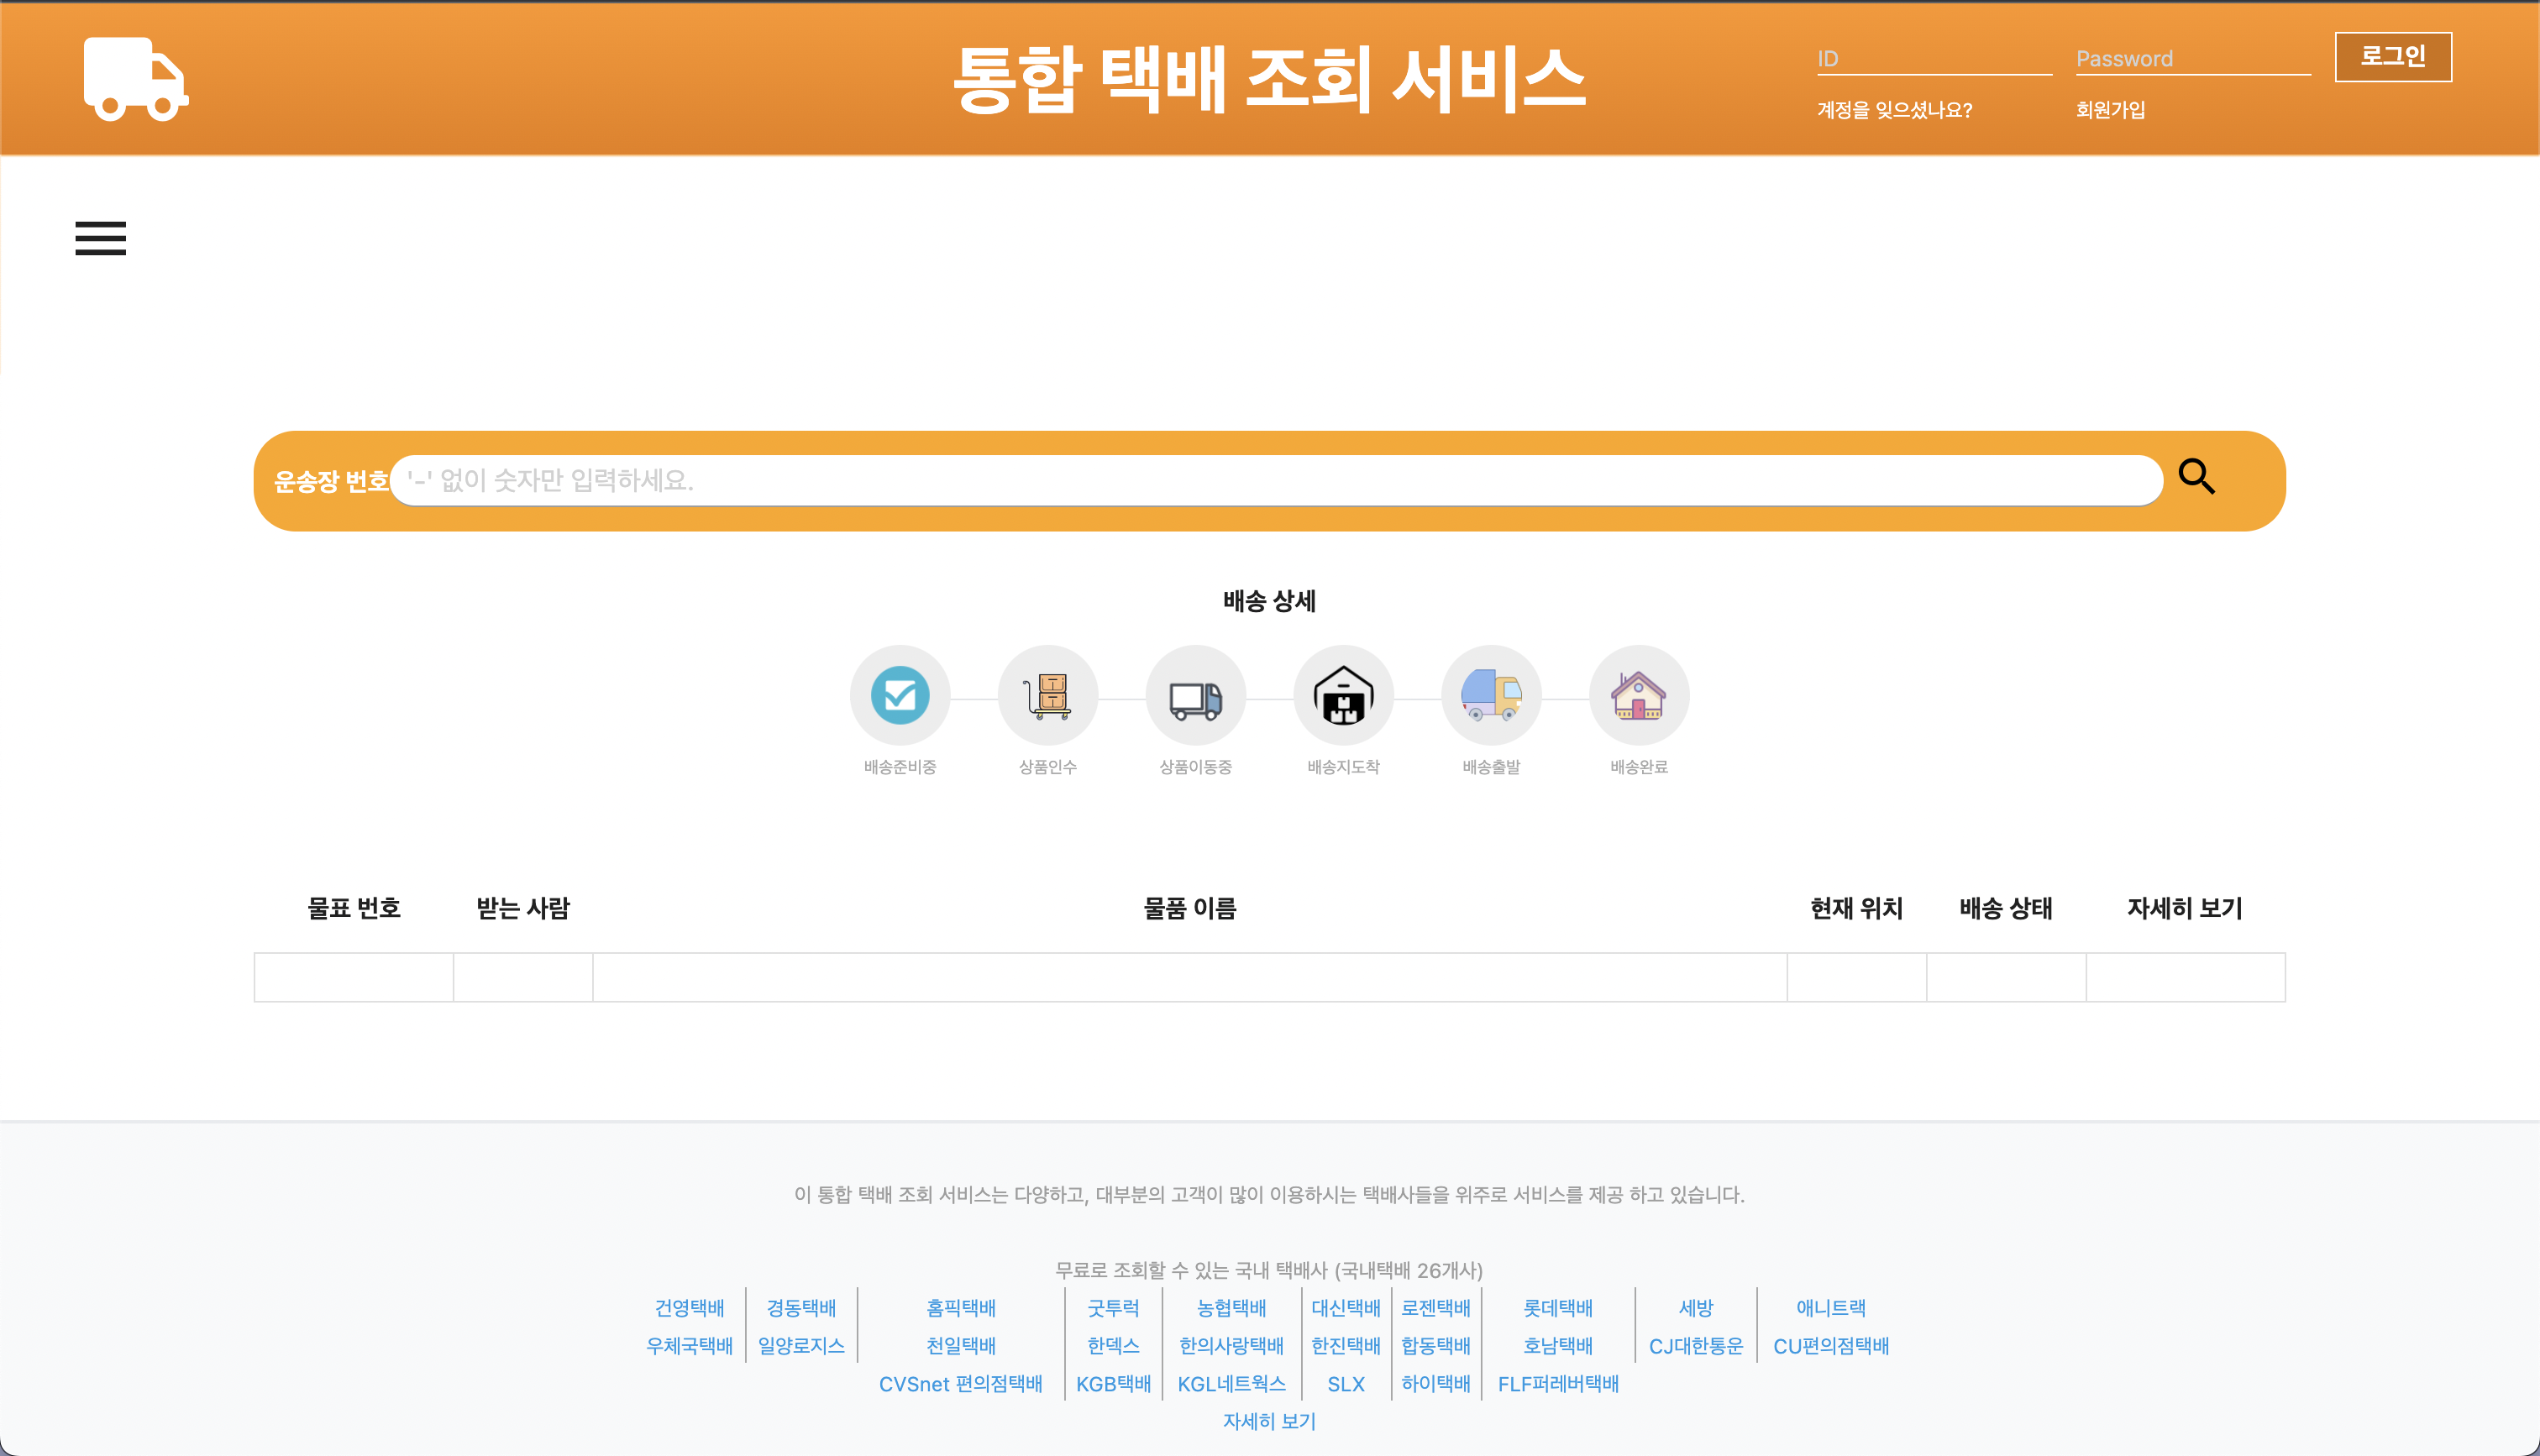 통합 택배 조회 서비스
ID Password 로그인
계정을 잊으셨나요? 회원가입
운송장 번호 '-' 없이 숫자만 입력하세요.
배송 상세
배송준비중 상품인수 상품이동중 배송지도착 배송출발 배송완료
물표 번호 받는 사람 물품 이름 현재 위치 배송 상태 자세히 보기
이 통합 택배 조회 서비스는 다양하고, 대부분의 고객이 많이 이용하시는 택배사들을 위주로 서비스를 제공 하고 있습니다.
무료로 조회할 수 있는 국내 택배사 (국내택배 26개사)
건영택배 경동택배 홈픽택배 굿투럭 농협택배 대신택배 로젠택배 롯데택배 세방 애니트랙
우체국택배 일양로지스 천일택배 한덱스 한의사랑택배 한진택배 합동택배 호남택배 CJ대한통운 CU편의점택배
CVSnet 편의점택배 KGB택배 KGL네트웍스 SLX 하이택배 FLF퍼레버택배
자세히 보기